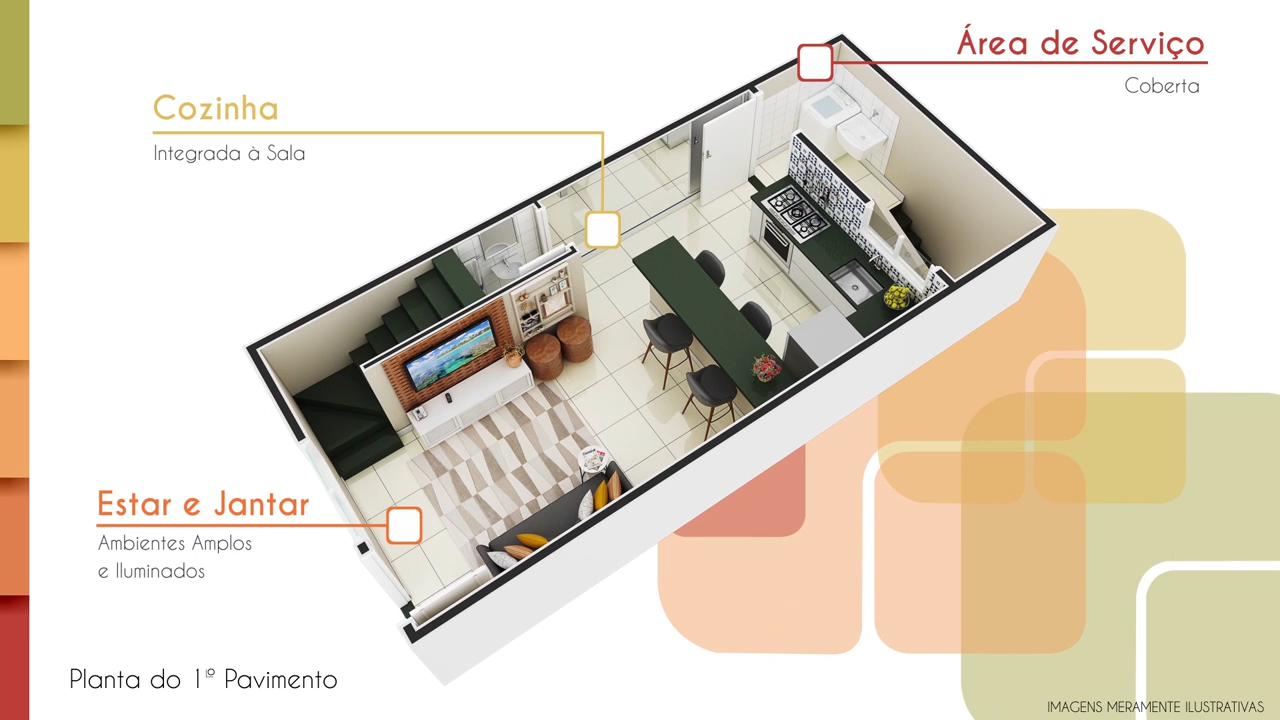 Área de Serviço
Coberta
Cozinha
Integrada à Sala
Estar e Jantar
Ambientes Amplos
e Iluminados
Planta do 1º Pavimento
IMAGENS MERAMENTE ILUSTRATIVAS